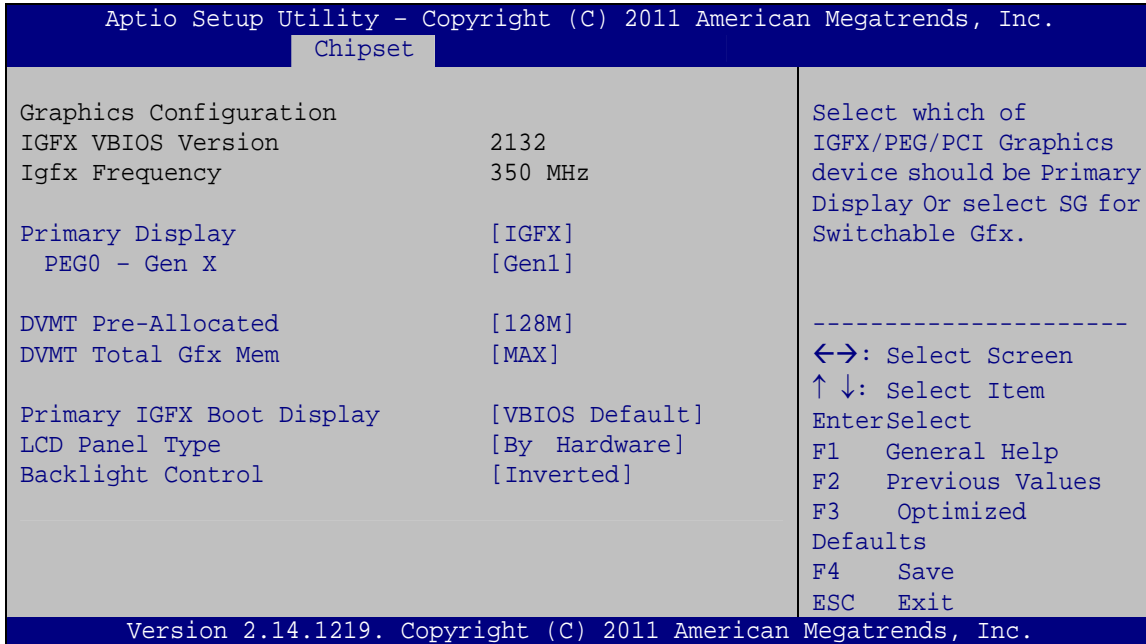 Aptio Setup Utility – Copyright (C) 2011 American Megatrends, Inc.
Chipset
Graphics Configuration
IGFX VBIOS Version 2132
Igfx Frequency 350 MHz
Primary Display [IGFX]
PEG0 – Gen X [Gen1]
DVMT Pre-Allocated [128M]
DVMT Total Gfx Mem [MAX]
Primary IGFX Boot Display [VBIOS Default]
LCD Panel Type [By Hardware]
Backlight Control [Inverted]
Select which of
IGFX/PEG/PCI Graphics
device should be Primary
Display Or select SG for
Switchable Gfx.
----------------------
←→: Select Screen
↑ ↓: Select Item
EnterSelect
F1 General Help
F2 Previous Values
F3 Optimized
Defaults
F4 Save
ESC Exit
Version 2.14.1219. Copyright (C) 2011 American Megatrends, Inc.